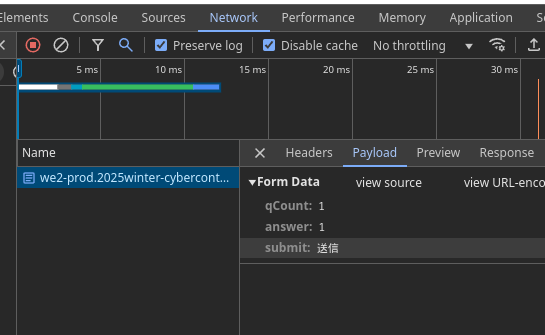 Elements Console Sources Network Performance Memory Application
Preserve log Disable cache No throttling
5 ms 10 ms 15 ms 20 ms 25 ms 30 ms
Name
Headers Payload Preview Response
we2-prod.2025winter-cybercont...
Form Data view source view URL-enco
qCount: 1
answer: 1
submit: 送信